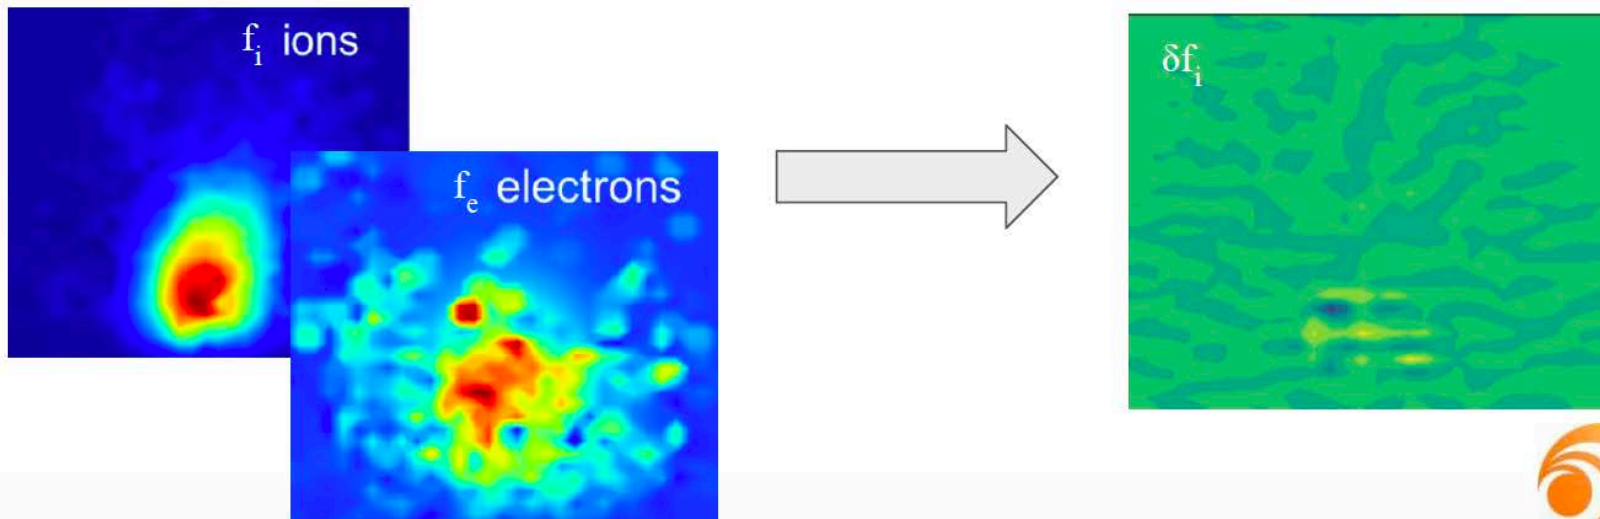 fᵢ ions
fₑ electrons
δfᵢ